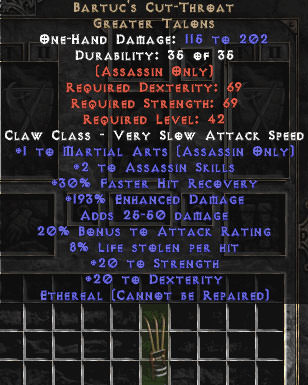 Bartuc's Cut-Throat
Greater Talons
One-Hand Damage: 115 to 202
Durability: 35 of 35
(Assassin Only)
Required Dexterity: 69
Required Strength: 69
Required Level: 42
Claw Class - Very Slow Attack Speed
+1 to Martial Arts (Assassin Only)
+2 to Assassin Skills
+30% Faster Hit Recovery
+193% Enhanced Damage
Adds 25-50 damage
20% Bonus to Attack Rating
8% Life stolen per hit
+20 to Strength
+20 to Dexterity
Ethereal (Cannot be Repaired)